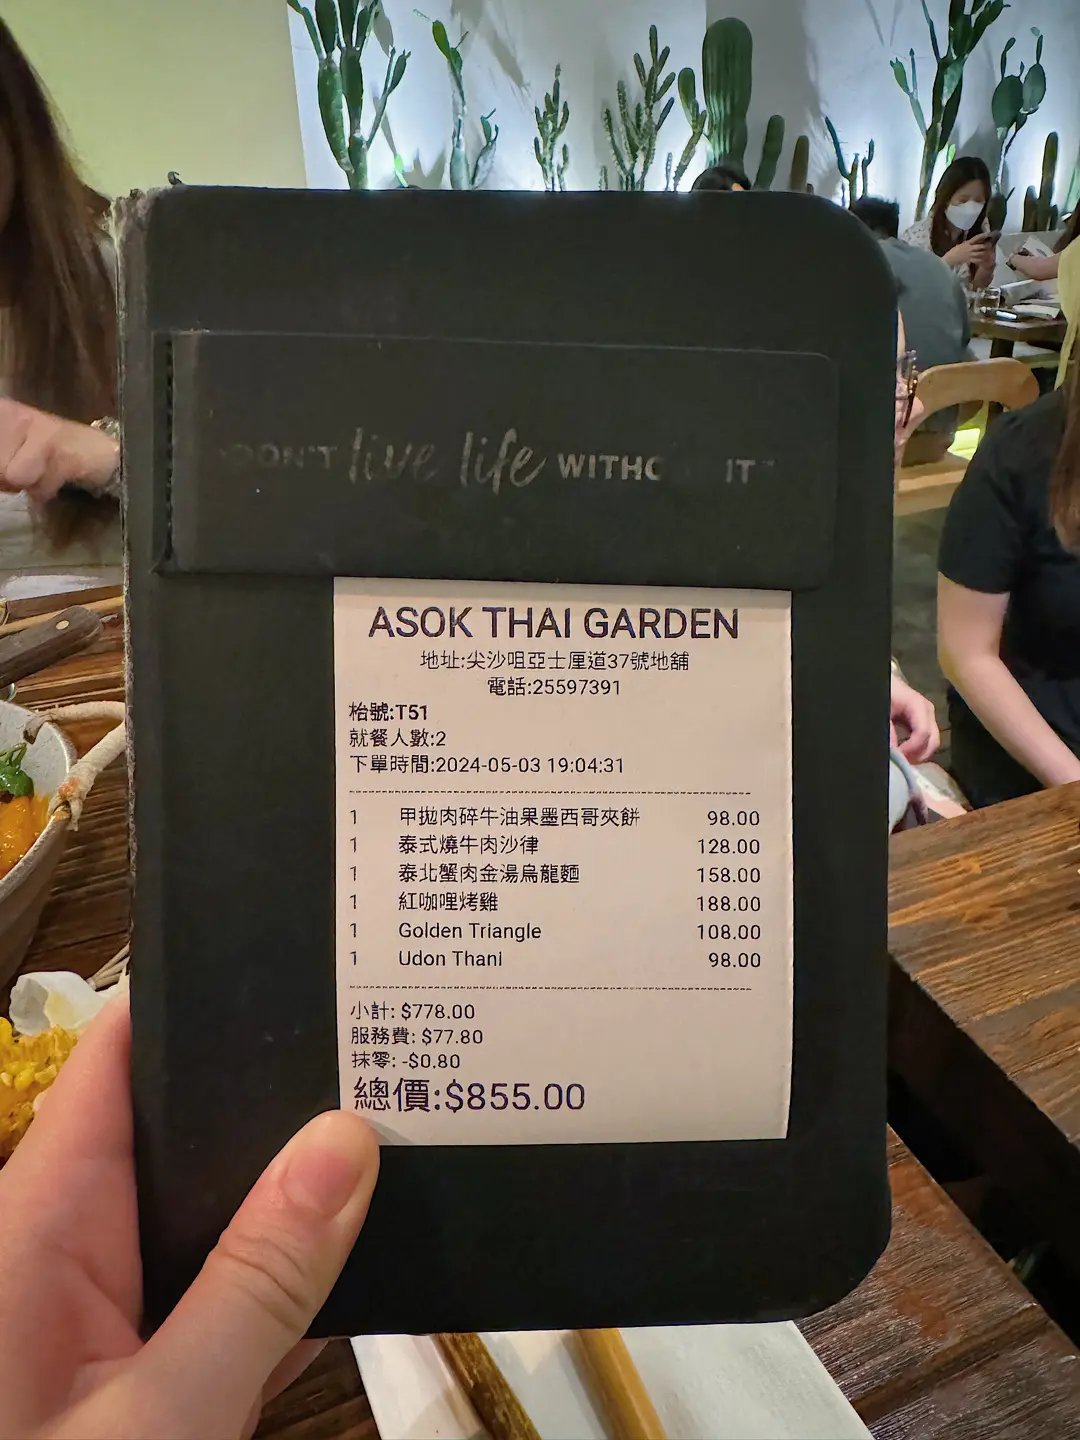 DON'T live life WITHO IT
ASOK THAI GARDEN
地址:尖沙咀亞士厘道37號地舖
電話:25597391
枱號:T51
就餐人數:2
下單時間:2024-05-03 19:04:31
1 甲拋肉碎牛油果墨西哥夾餅 98.00
1 泰式燒牛肉沙律 128.00
1 泰北蟹肉金湯烏龍麵 158.00
1 紅咖哩烤雞 188.00
1 Golden Triangle 108.00
1 Udon Thani 98.00
小計: $778.00
服務費: $77.80
抹零: -$0.80
總價:$855.00